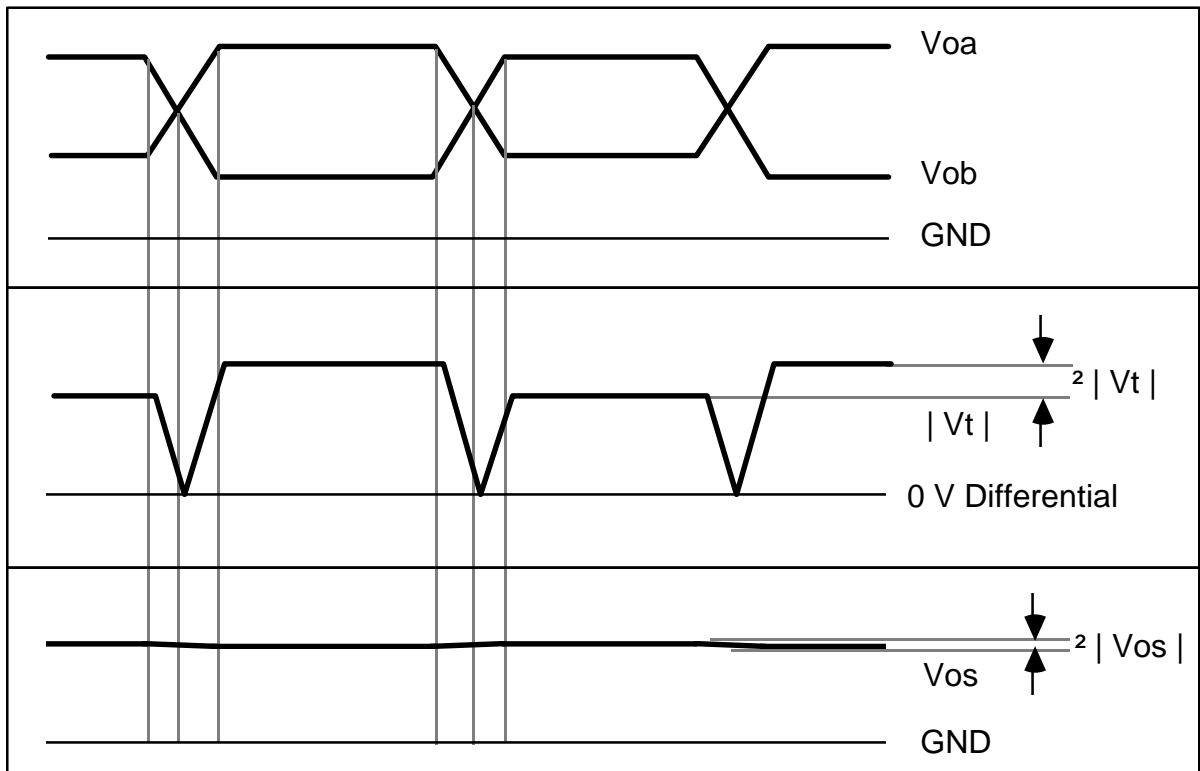 Voa
Vob
GND
² | Vt |
| Vt |
0 V Differential
² | Vos |
Vos
GND